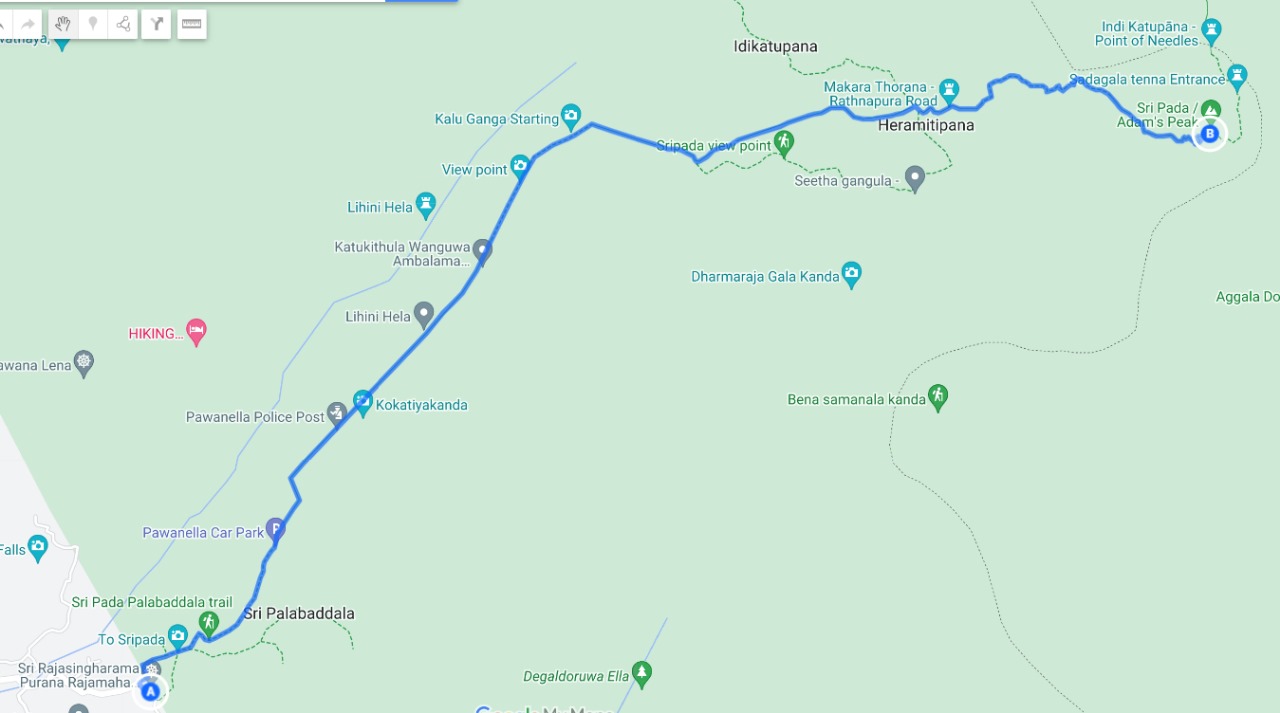 Indi Katupāna -
Point of Needles
Idikatupana
Sadagala tenna Entrance
Makara Thorana -
Rathnapura Road
Sri Pada /
Adam's Peak
B
Kalu Ganga Starting
Heramitipana
Sripada view point
View point
Seetha gangula -
Lihini Hela
Katukithula Wanguwa
Ambalama...
Dharmaraja Gala Kanda
Aggala Do
Lihini Hela
HIKING...
awana Lena
Bena samanala kanda
Kokatiyakanda
Pawanella Police Post
Pawanella Car Park
P
Falls
Sri Pada Palabaddala trail
Sri Palabaddala
To Sripada
Sri Rajasingharama
Purana Rajamaha
A
Degaldoruwa Ella